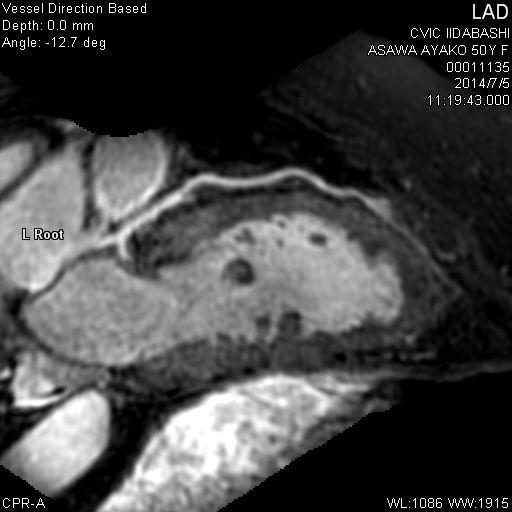 Vessel Direction Based
Depth: 0.0 mm
Angle: -12.7 deg
LAD
CVIC IIDABASHI
ASAWA AYAKO 50Y F
00011135
2014/7/5
11:19:43.000
L Root
CPR-A
WL:1086 WW:1915